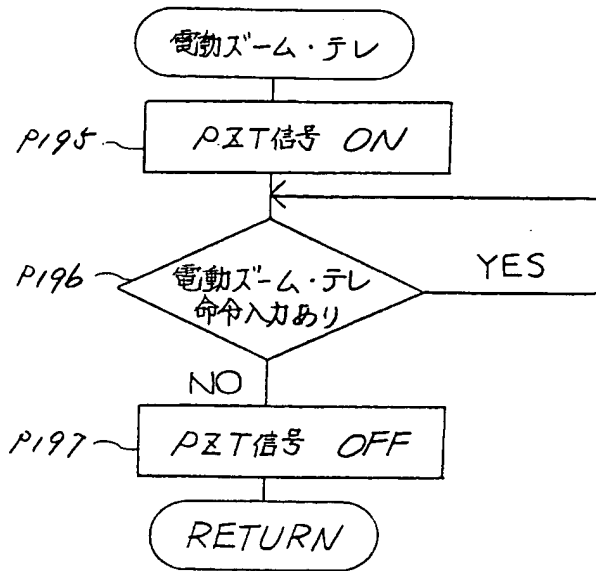 電動ズーム・テレ
P195
PZT信号 ON
P196
電動ズーム・テレ
命令入力あり
YES
NO
P197
PZT信号 OFF
RETURN